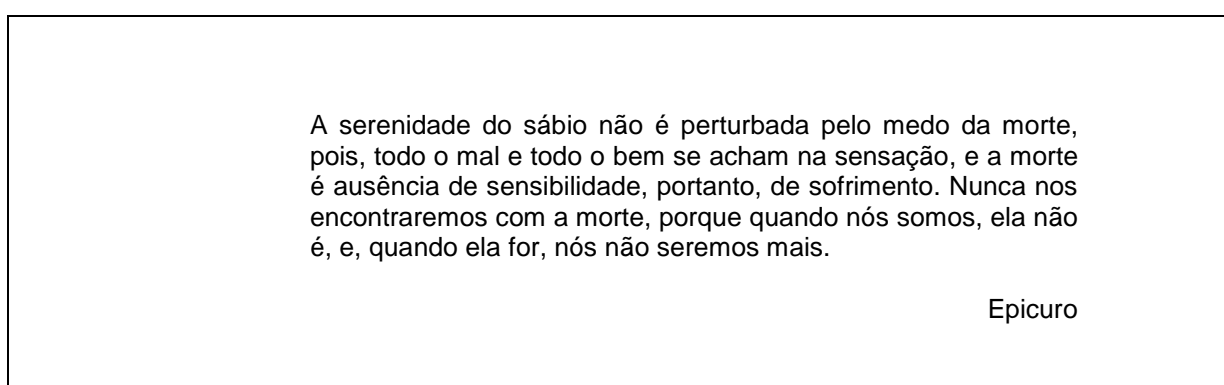 A serenidade do sábio não é perturbada pelo medo da morte,
pois, todo o mal e todo o bem se acham na sensação, e a morte
é ausência de sensibilidade, portanto, de sofrimento. Nunca nos
encontraremos com a morte, porque quando nós somos, ela não
é, e, quando ela for, nós não seremos mais.
Epicuro